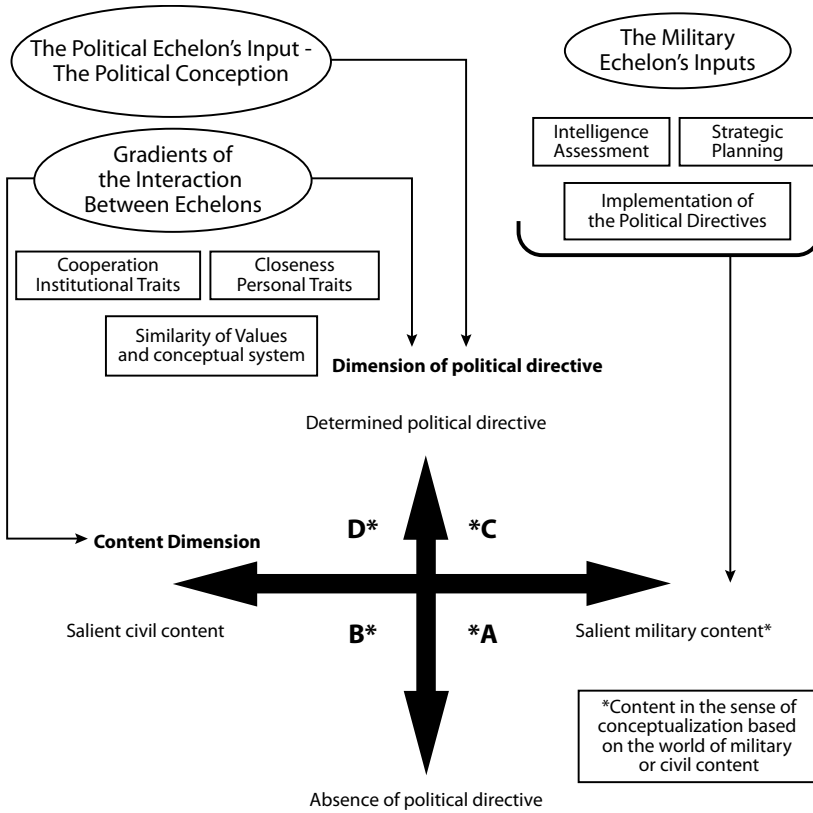 The Political Echelon's Input -
The Political Conception
The Military
Echelon's Inputs
Intelligence
Assessment
Strategic
Planning
Gradients of
the Interaction
Between Echelons
Implementation of
the Political Directives
Cooperation
Institutional Traits
Closeness
Personal Traits
Similarity of Values
and conceptual system
Dimension of political directive
Determined political directive
D*
*C
Content Dimension
Salient civil content
B*
*A
Salient military content*
*Content in the sense of
conceptualization based
on the world of military
or civil content
Absence of political directive